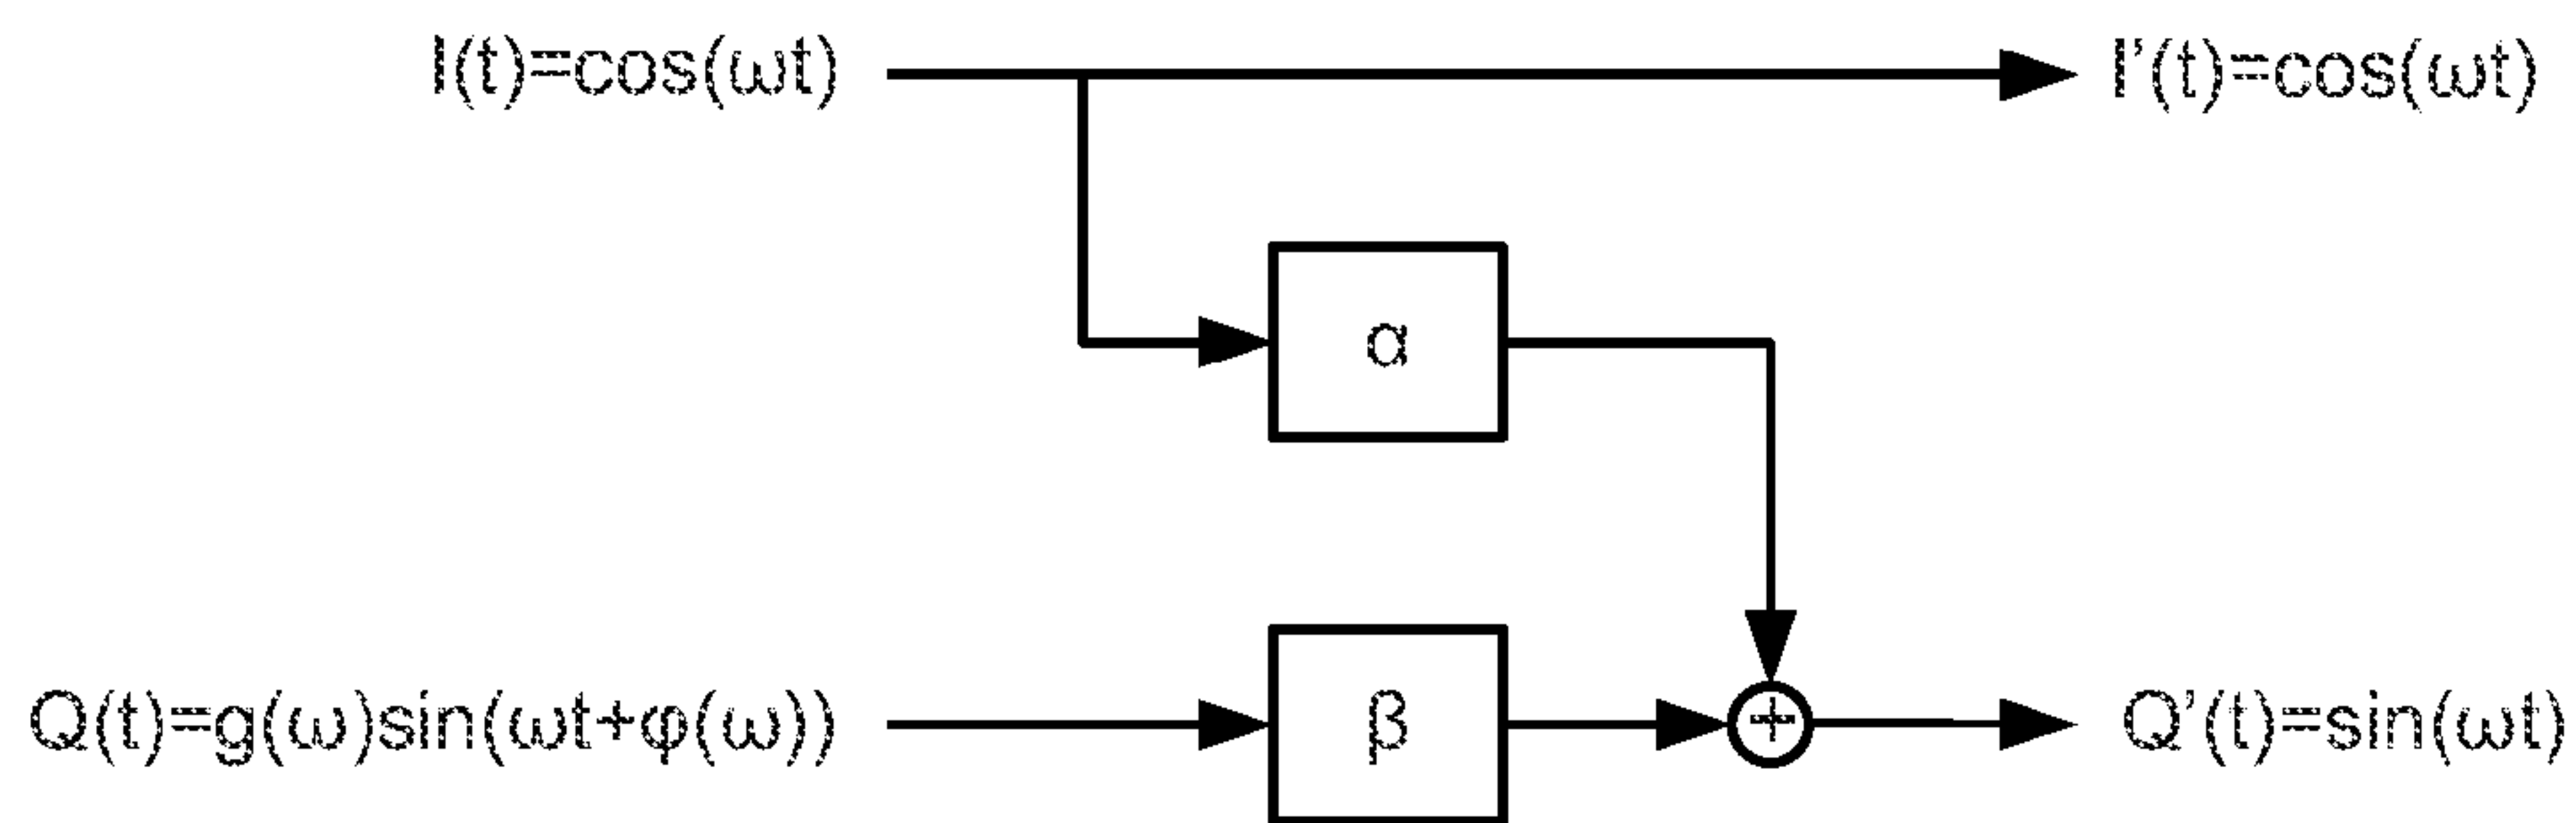 I(t)=cos(ωt) I’(t)=cos(ωt)
α
Q(t)=g(ω)sin(ωt+φ(ω)) β + Q’(t)=sin(ωt)